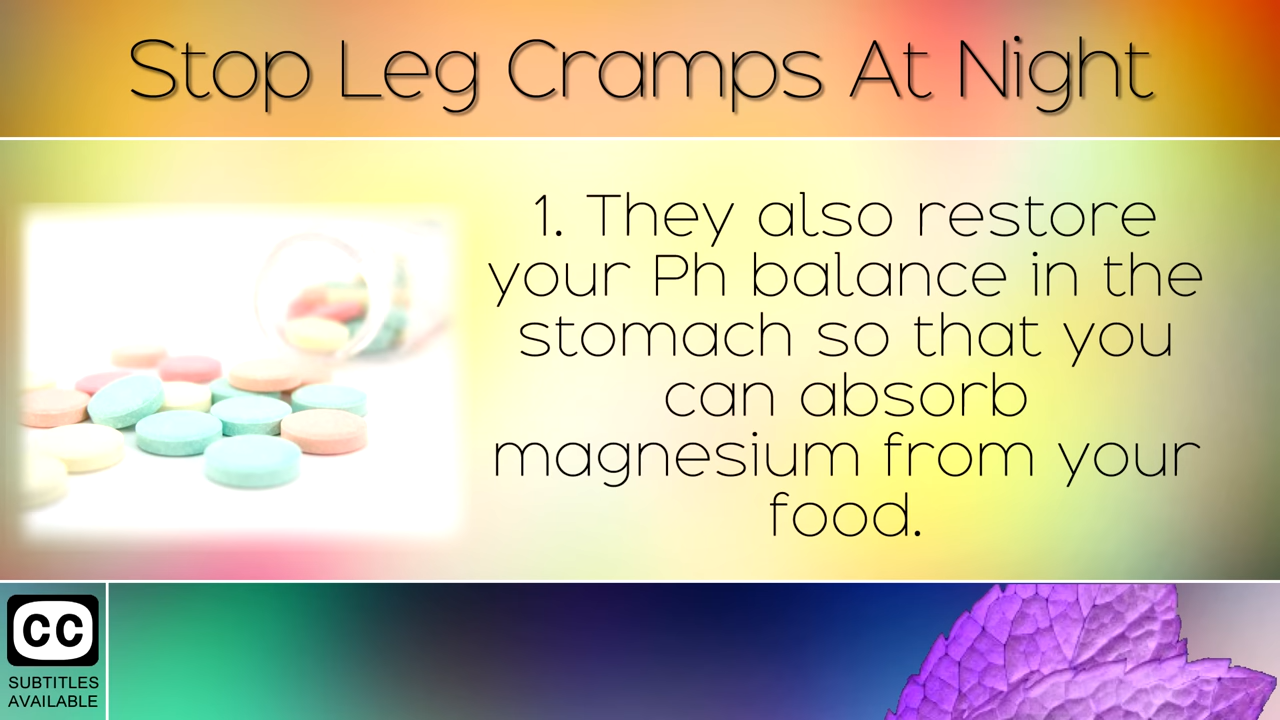 Stop Leg Cramps At Night
1. They also restore
your Ph balance in the
stomach so that you
can absorb
magnesium from your
food.
CC
SUBTITLES
AVAILABLE